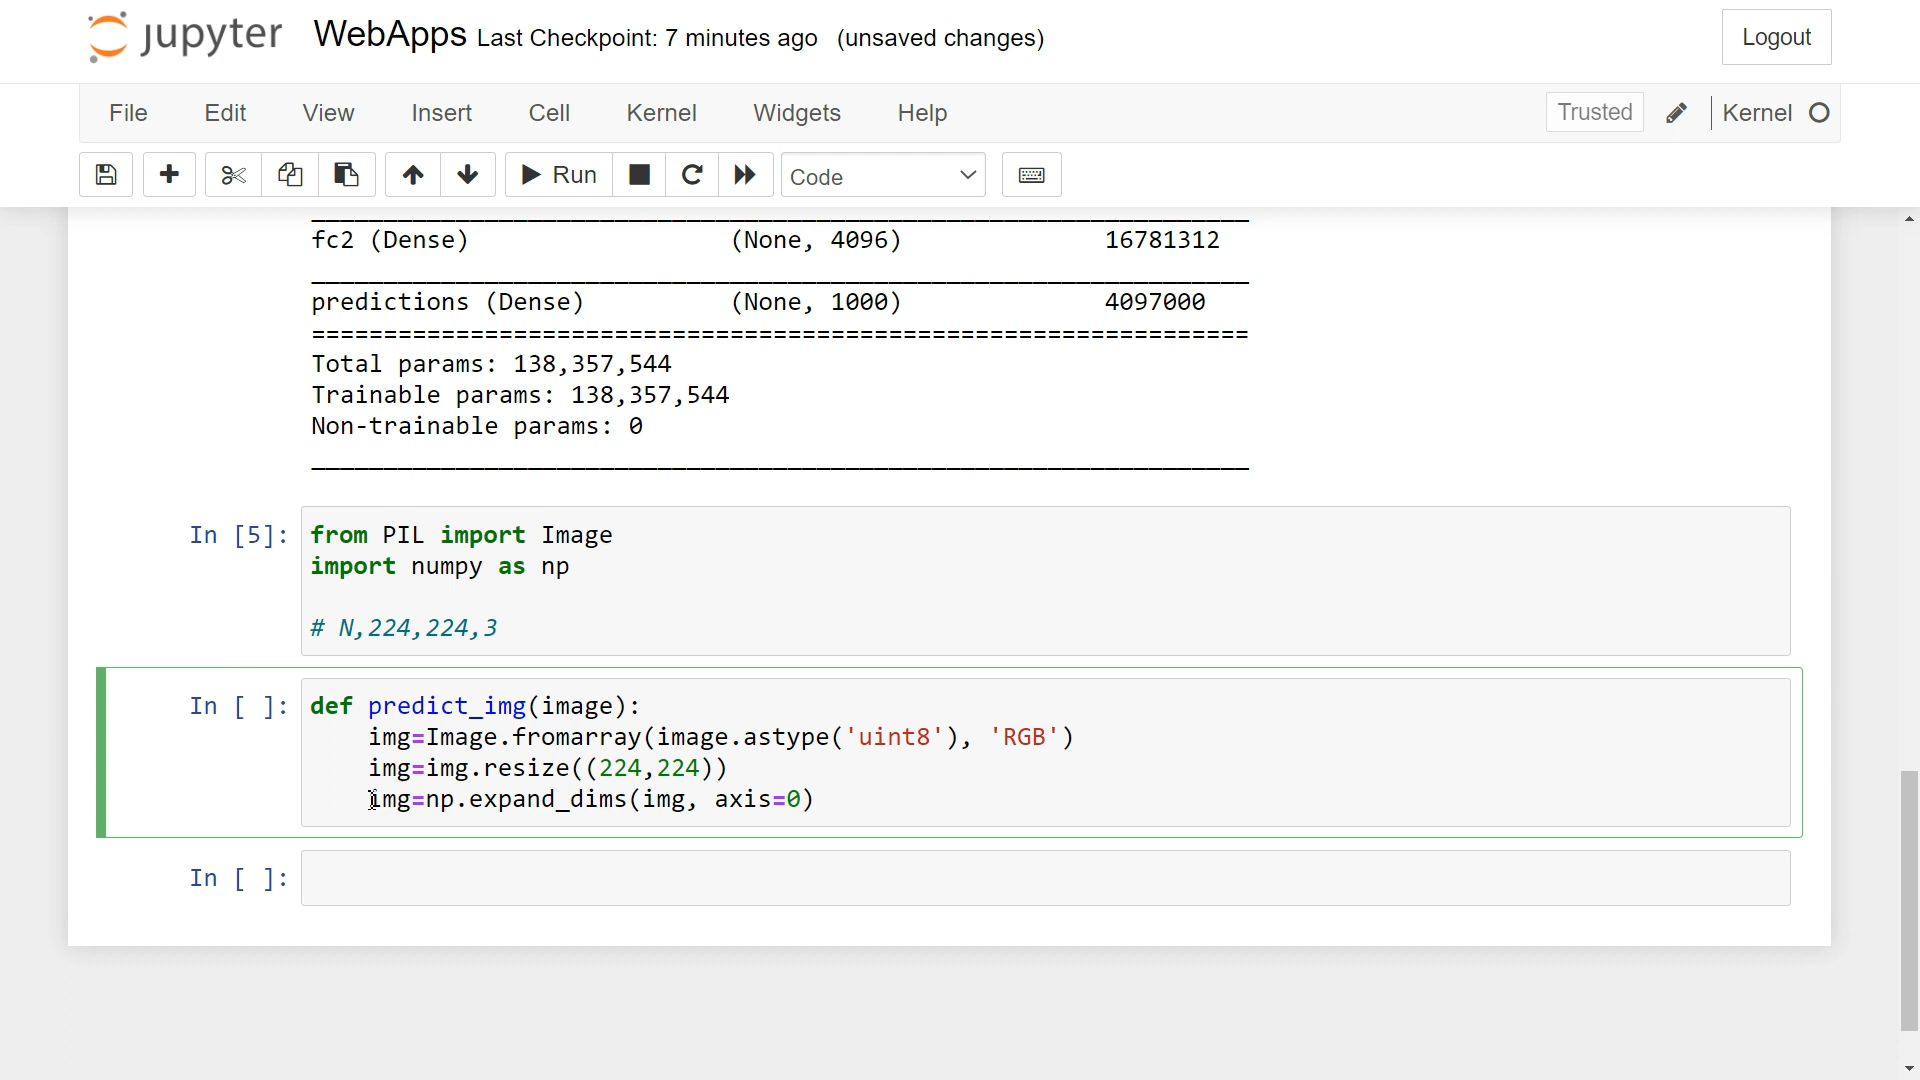 jupyter WebApps Last Checkpoint: 7 minutes ago (unsaved changes) Logout
File Edit View Insert Cell Kernel Widgets Help Trusted Kernel
Run Code
fc2 (Dense) (None, 4096) 16781312
predictions (Dense) (None, 1000) 4097000
=================================================================
Total params: 138,357,544
Trainable params: 138,357,544
Non-trainable params: 0
In [5]: from PIL import Image
import numpy as np
# N,224,224,3
In [ ]: def predict_img(image):
img=Image.fromarray(image.astype('uint8'), 'RGB')
img=img.resize((224,224))
img=np.expand_dims(img, axis=0)
In [ ]: